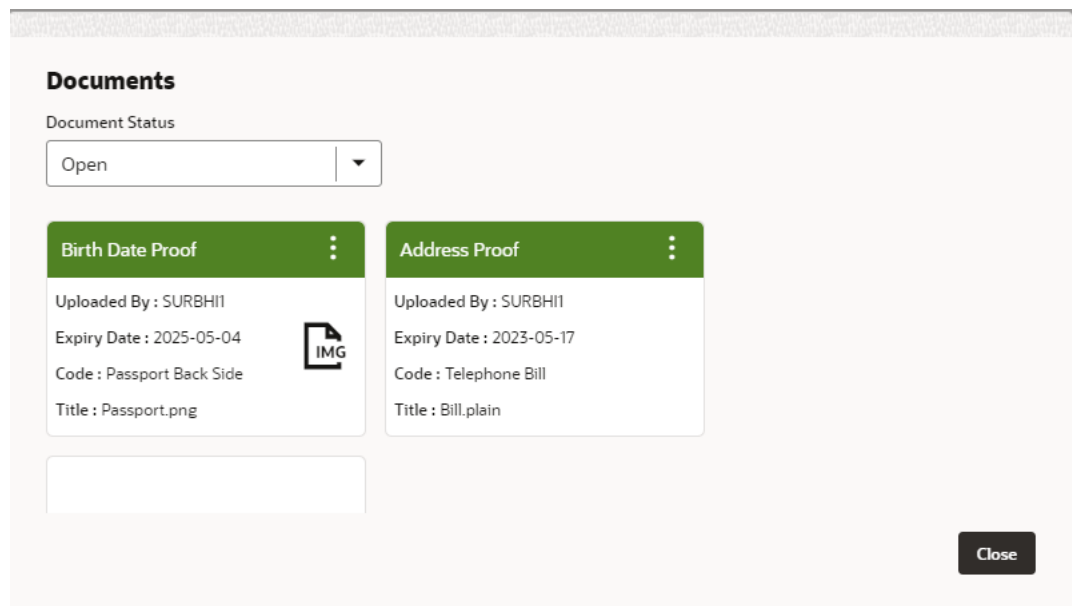 Documents
Document Status
Open
Birth Date Proof
Uploaded By : SURBHI1
Expiry Date : 2025-05-04
Code : Passport Back Side
Title : Passport.png
IMG
Address Proof
Uploaded By : SURBHI1
Expiry Date : 2023-05-17
Code : Telephone Bill
Title : Bill.plain
Close